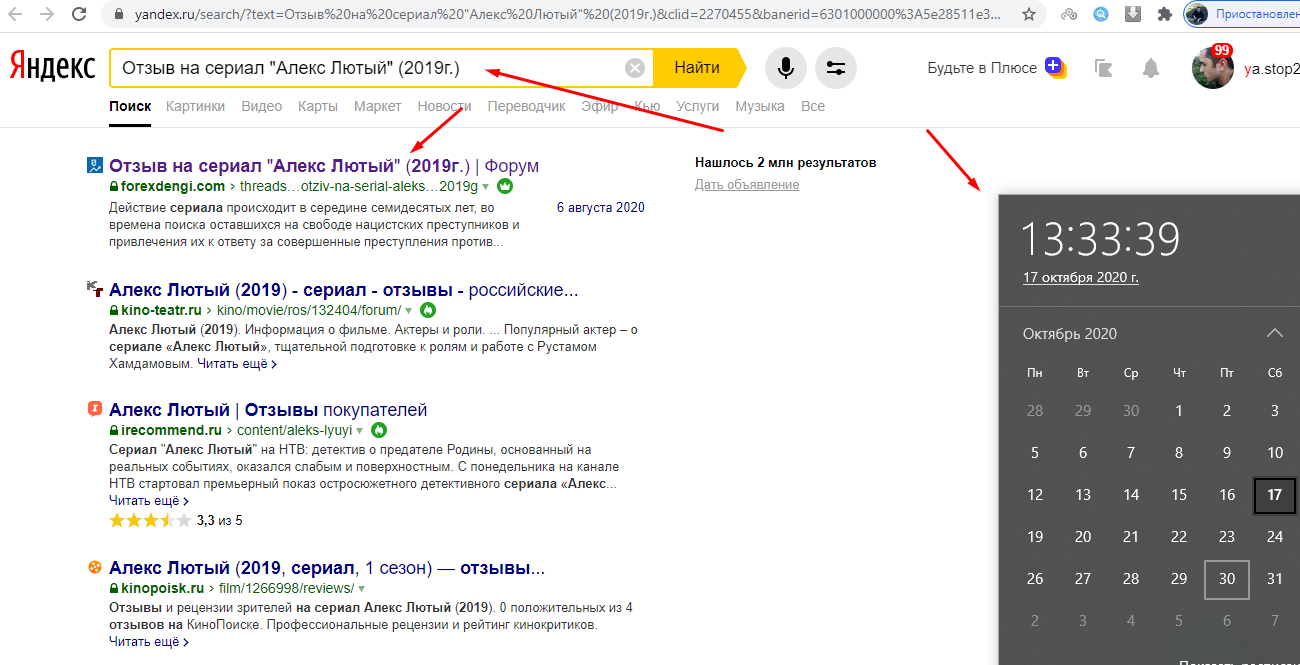 yandex.ru/search/?text=Отзыв%20на%20сериал%20"Алекс%20Лютый"%20(2019г.)&clid=2270455&banerid=6301000000%3A5e28511e3...
Приостановлен
Яндекс
Отзыв на сериал "Алекс Лютый" (2019г.)
Найти
Будьте в Плюсе
99
ya.stop2
Поиск Картинки Видео Карты Маркет Новости Переводчик Эфир Кью Услуги Музыка Все
Отзыв на сериал "Алекс Лютый" (2019г.) | Форум
forexdengi.com › threads...otziv-na-serial-aleks...2019g
Действие сериала происходит в середине семидесятых лет, во
6 августа 2020
времена поиска оставшихся на свободе нацистских преступников и
привлечения их к ответу за совершенные преступления против...
Нашлось 2 млн результатов
Дать объявление
Алекс Лютый (2019) - сериал - отзывы - российские...
kino-teatr.ru › kino/movie/ros/132404/forum/
Алекс Лютый (2019). Информация о фильме. Актеры и роли. ... Популярный актер – о
сериале «Алекс Лютый», тщательной подготовке к ролям и работе с Рустамом
Хамдамовым. Читать ещё ›
Алекс Лютый | Отзывы покупателей
irecommend.ru › content/aleks-lyuyi
Сериал "Алекс Лютый" на НТВ: детектив о предателе Родины, основанный на
реальных событиях, оказался слабым и поверхностным. С понедельника на канале
НТВ стартовал премьерный показ остросюжетного детективного сериала «Алекс...
Читать ещё ›
3,3 из 5
Алекс Лютый (2019, сериал, 1 сезон) — отзывы...
kinopoisk.ru › film/1266998/reviews/
Отзывы и рецензии зрителей на сериал Алекс Лютый (2019). 0 положительных из 4
отзывов на КиноПоиске. Профессиональные рецензии и рейтинг кинокритиков.
Читать ещё ›
13:33:39
17 октября 2020 г.
Октябрь 2020
Пн Вт Ср Чт Пт Сб
28 29 30 1 2 3
5 6 7 8 9 10
12 13 14 15 16 17
19 20 21 22 23 24
26 27 28 29 30 31
2 3 4 5 6 7